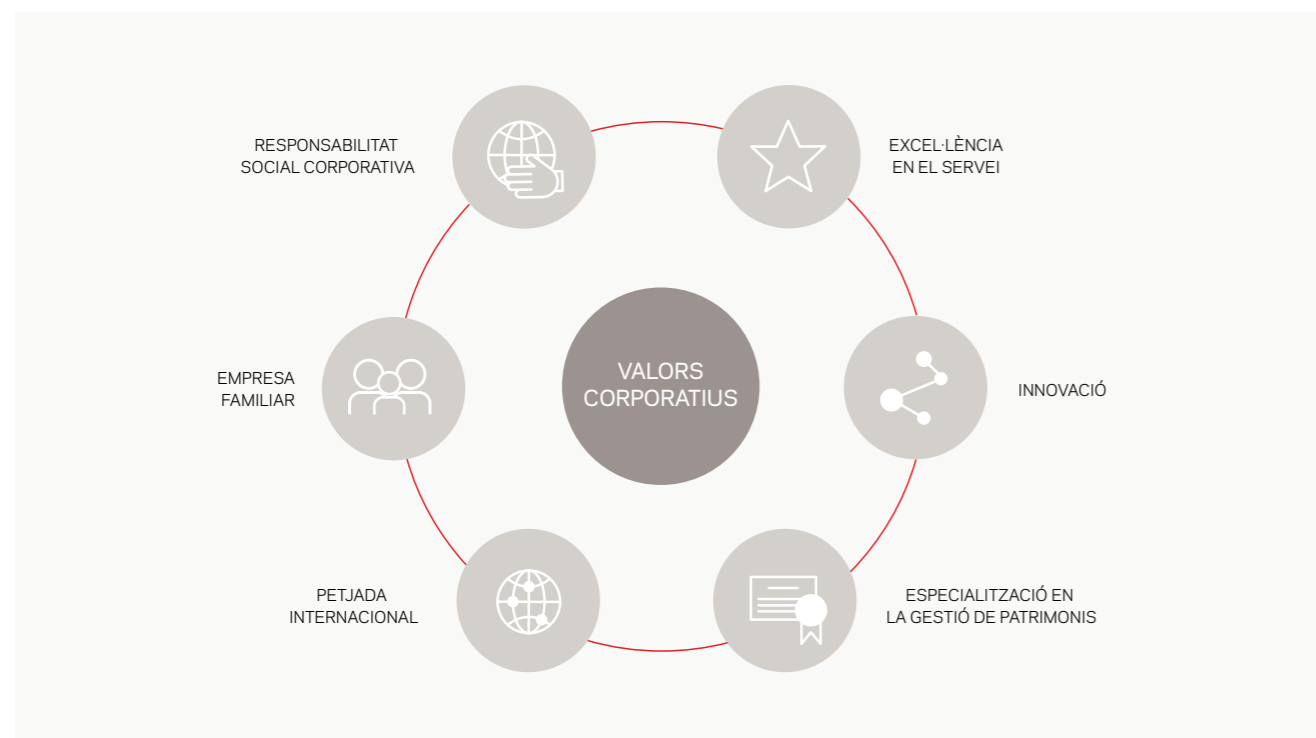 RESPONSABILITAT
SOCIAL CORPORATIVA
EXCEL·LÈNCIA
EN EL SERVEI
EMPRESA
FAMILIAR
VALORS
CORPORATIUS
INNOVACIÓ
PETJADA
INTERNACIONAL
ESPECIALITZACIÓ EN
LA GESTIÓ DE PATRIMONIS